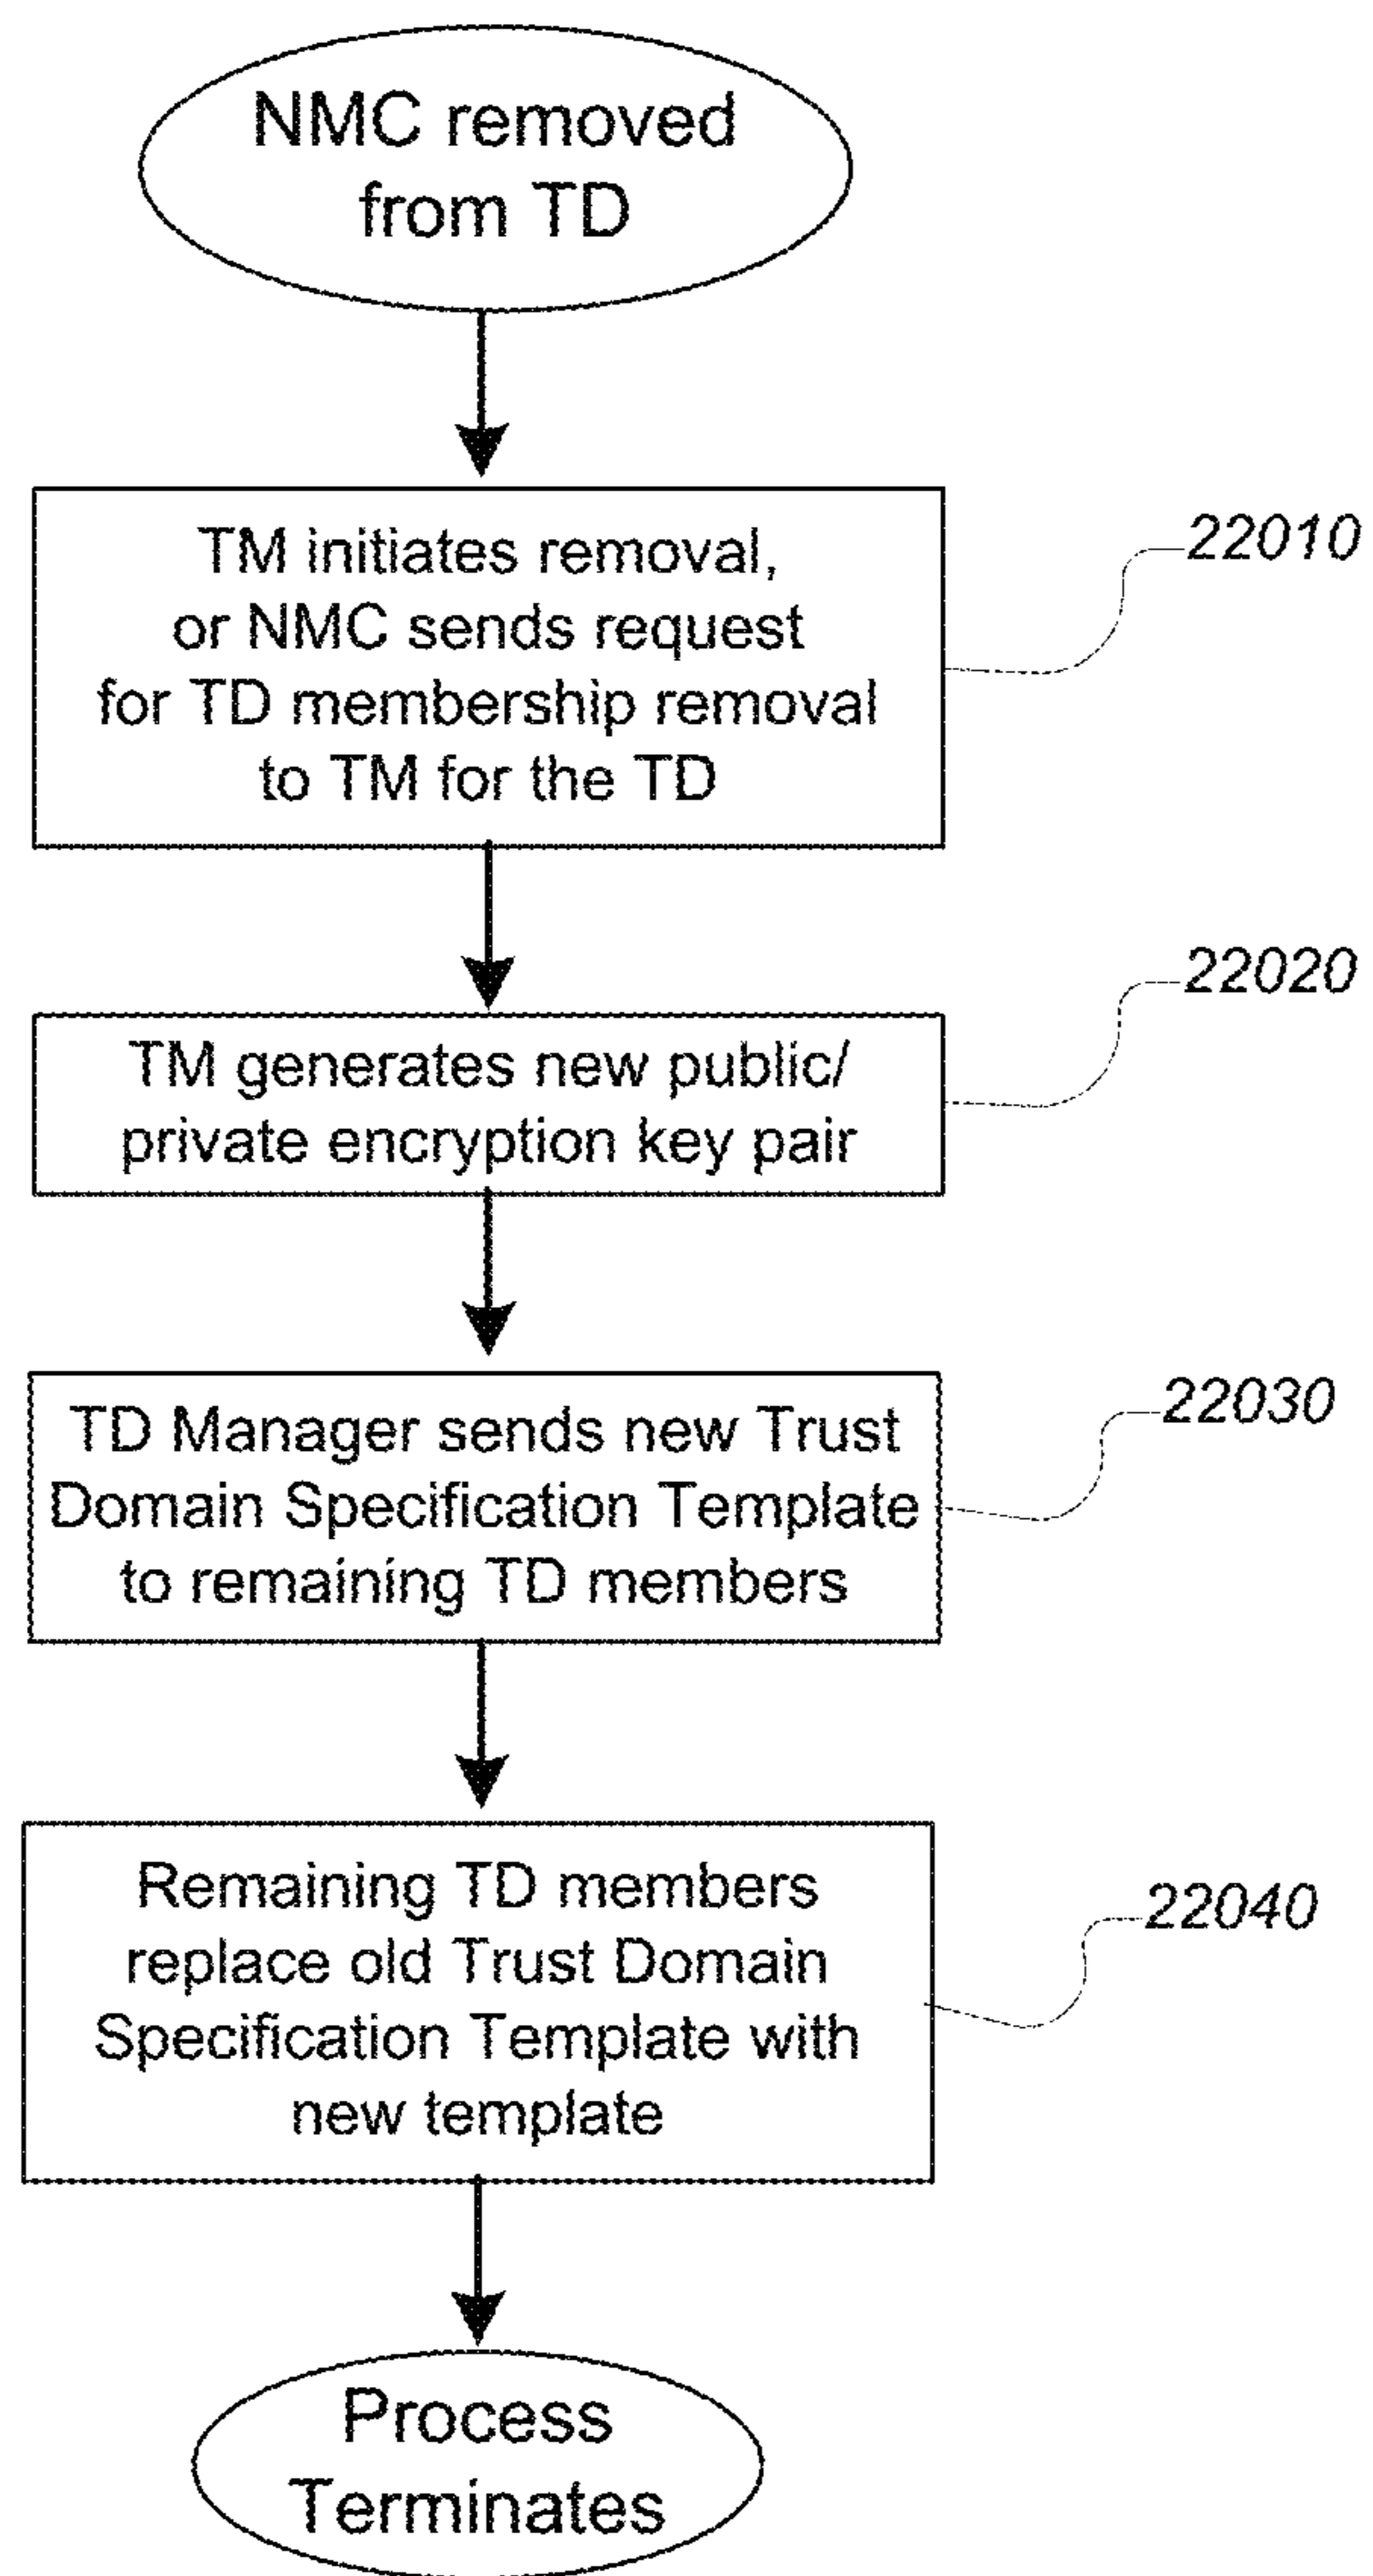 NMC removed
from TD
TM initiates removal,
or NMC sends request
for TD membership removal
to TM for the TD
22010
TM generates new public/
private encryption key pair
22020
TD Manager sends new Trust
Domain Specification Template
to remaining TD members
22030
Remaining TD members
replace old Trust Domain
Specification Template with
new template
22040
Process
Terminates